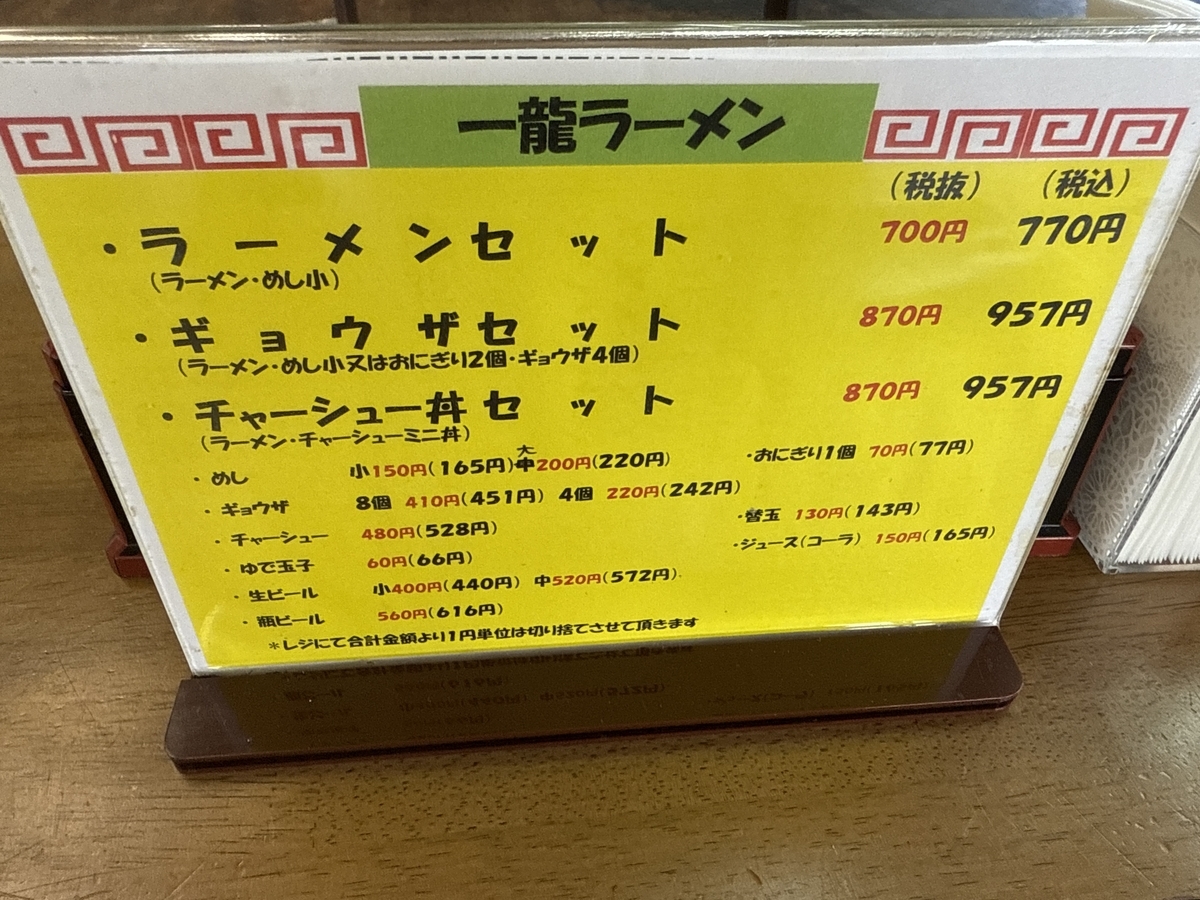 一龍ラーメン
(税抜) (税込)
・ラーメンセット 700円 770円
(ラーメン・めし小)
・ギョウザセット 870円 957円
(ラーメン・めし小又はおにぎり2個・ギョウザ4個)
・チャーシュー丼セット 870円 957円
(ラーメン・チャーシューミニ丼)
大
・めし 小150円(165円)中200円(220円) ・おにぎり1個 70円(77円)
・ギョウザ 8個 410円(451円) 4個 220円(242円)
・替玉 130円(143円)
・チャーシュー 480円(528円)
・ジュース(コーラ) 150円(165円)
・ゆで玉子 60円(66円)
・生ビール 小400円(440円) 中520円(572円)
・瓶ビール 560円(616円)
*レジにて合計金額より1円単位は切り捨てさせて頂きます